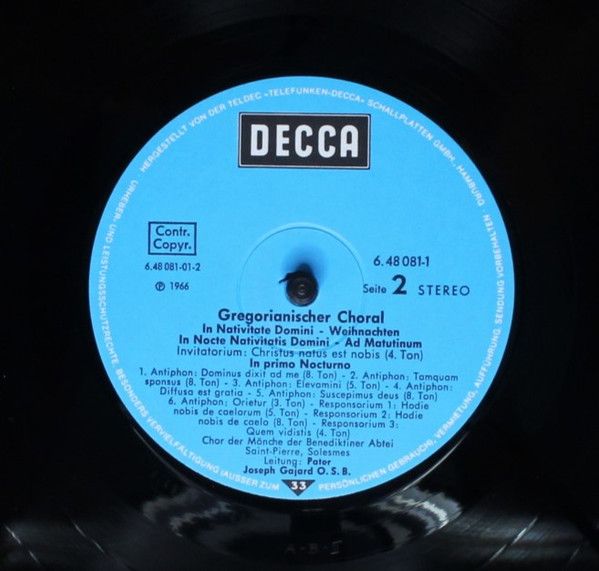 HERGESTELLT VON DER TELDEC »TELEFUNKEN-DECCA« SCHALLPLATTEN GMBH., HAMBURG
URHEBER- UND LEISTUNGSSCHUTZRECHTE BESONDERS VERVIELFÄLTIGUNG (AUSSER ZUM PERSÖNLICHEN GEBRAUCH), VERMIETUNG, AUFFÜHRUNG, SENDUNG VORBEHALTEN
DECCA
Contr.
Copyr.
6.48 081-01-2
℗ 1966
6.48 081-1
Seite 2 STEREO
Gregorianischer Choral
In Nativitate Domini - Weihnachten
In Nocte Nativitatis Domini - Ad Matutinum
Invitatorium: Christus natus est nobis (4. Ton)
In primo Nocturno
1. Antiphon: Dominus dixit ad me (8. Ton) - 2. Antiphon: Tamquam
sponsus (8. Ton) - 3. Antiphon: Elevamini (5. Ton) - 4. Antiphon:
Diffusa est gratia - 5. Antiphon: Suscepimus deus (8. Ton)
6. Antiphon: Orietur (3. Ton) - Responsorium 1: Hodie
nobis de caelorum (5. Ton) - Responsorium 2: Hodie
nobis de caelo (8. Ton) - Responsorium 3:
Quem vidistis (4. Ton)
Chor der Mönche der Benediktiner Abtei
Saint-Pierre, Solesmes
Leitung: Pater
Joseph Gajard O. S. B.
33
A-B-II